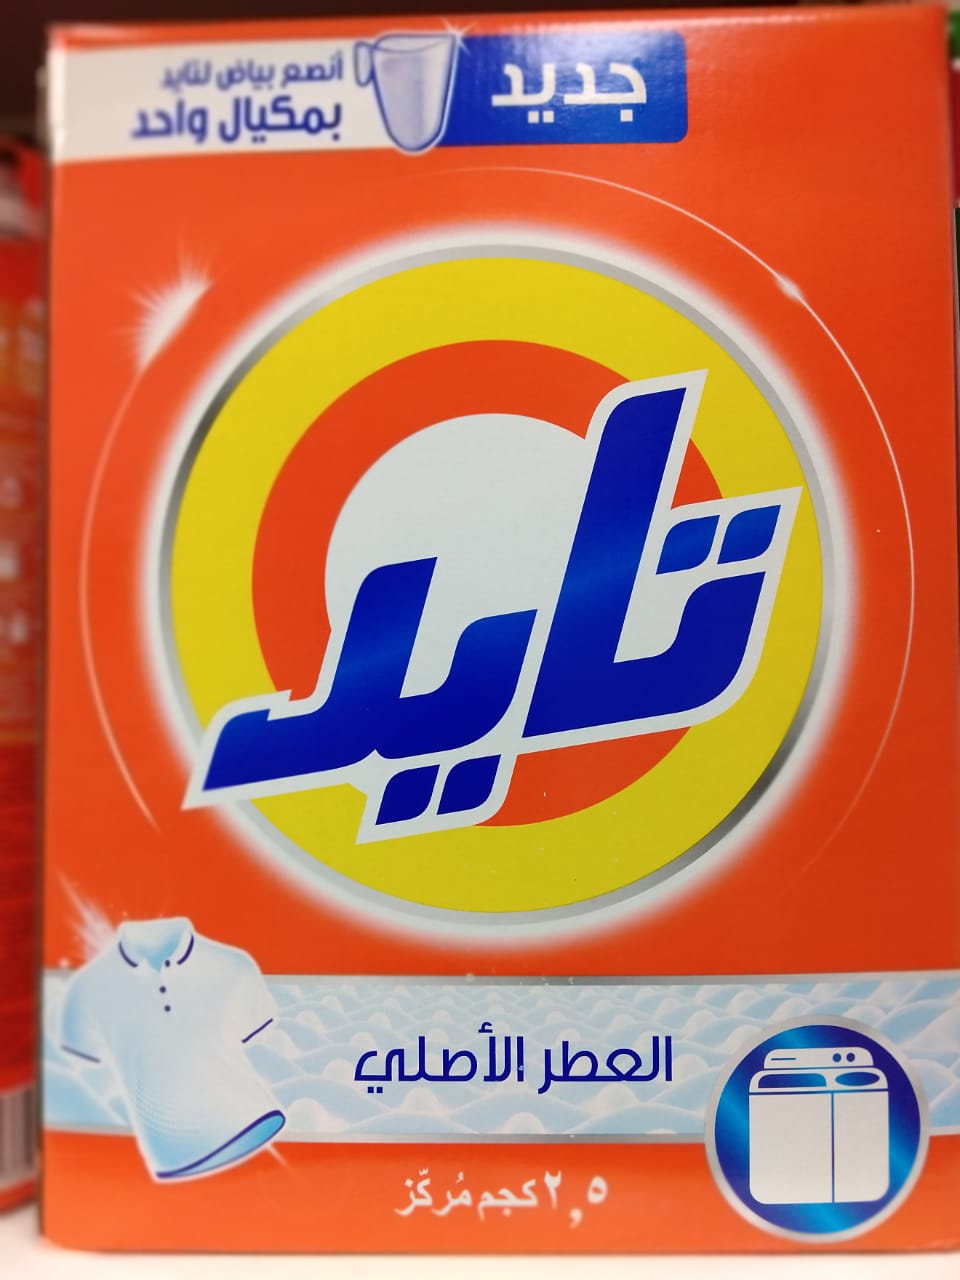 جديد
أنصع بياض لتايد
بمكيال واحد
تايد
العطر الأصلي
٢,٥ كجم مُركّز